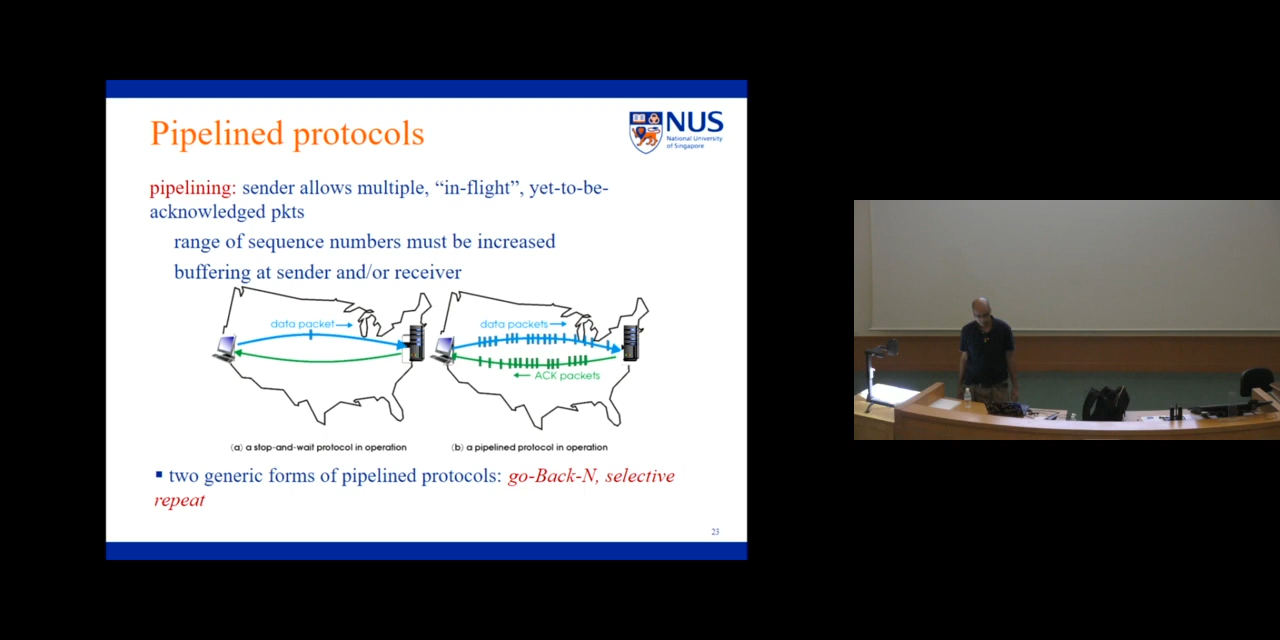 Pipelined protocols
NUS
National University
of Singapore
pipelining: sender allows multiple, “in-flight”, yet-to-be-
acknowledged pkts
range of sequence numbers must be increased
buffering at sender and/or receiver
data packet
data packets
ACK packets
(a) a stop-and-wait protocol in operation
(b) a pipelined protocol in operation
▪ two generic forms of pipelined protocols: go-Back-N, selective
repeat
23